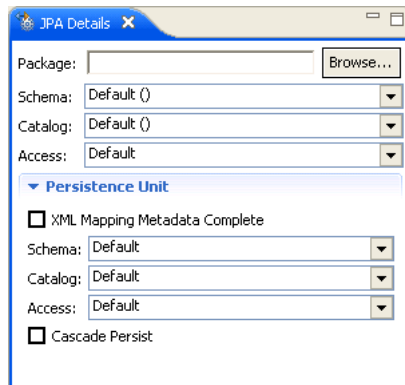 JPA Details
Package: Browse...
Schema: Default ()
Catalog: Default ()
Access: Default
Persistence Unit
XML Mapping Metadata Complete
Schema: Default
Catalog: Default
Access: Default
Cascade Persist